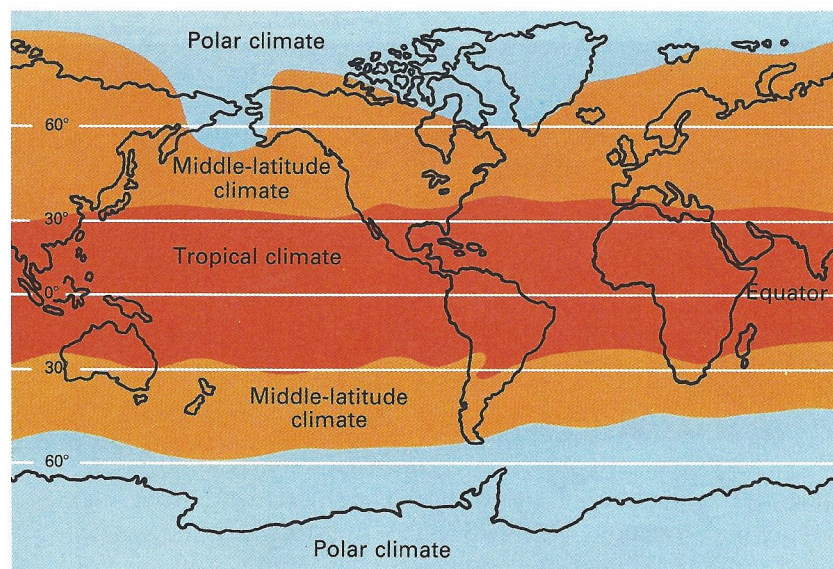 Polar climate
60°
Middle-latitude
climate
30°
Tropical climate
0°
Equator
30°
Middle-latitude
climate
60°
Polar climate